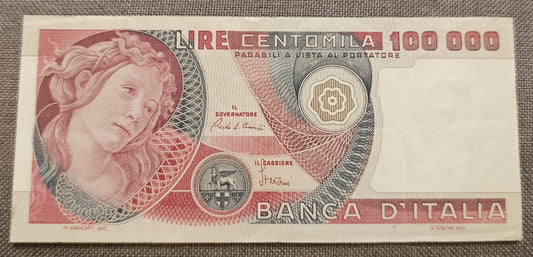 LIRE CENTOMILA 100 000
PAGABILI A VISTA AL PORTATORE
IL
GOVERNATORE
IL CASSIERE
BANCA D'ITALIA